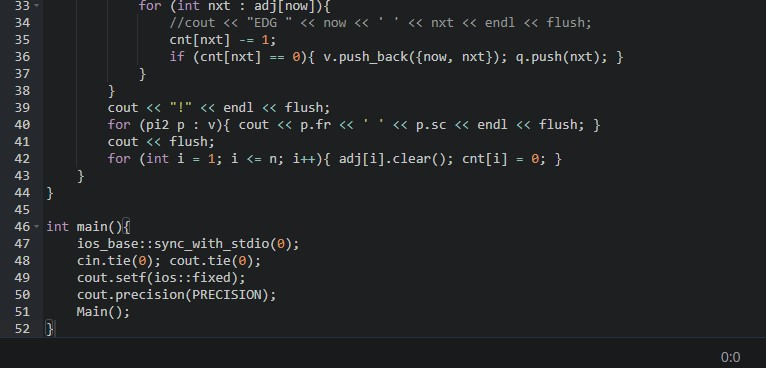 33 for (int nxt : adj[now]){
34 //cout << "EDG " << now << ' ' << nxt << endl << flush;
35 cnt[nxt] -= 1;
36 if (cnt[nxt] == 0){ v.push_back({now, nxt}); q.push(nxt); }
37 }
38 }
39 cout << "!" << endl << flush;
40 for (pi2 p : v){ cout << p.fr << ' ' << p.sc << endl << flush; }
41 cout << flush;
42 for (int i = 1; i <= n; i++){ adj[i].clear(); cnt[i] = 0; }
43 }
44 }
45
46 int main(){
47 ios_base::sync_with_stdio(0);
48 cin.tie(0); cout.tie(0);
49 cout.setf(ios::fixed);
50 cout.precision(PRECISION);
51 Main();
52 }
0:0